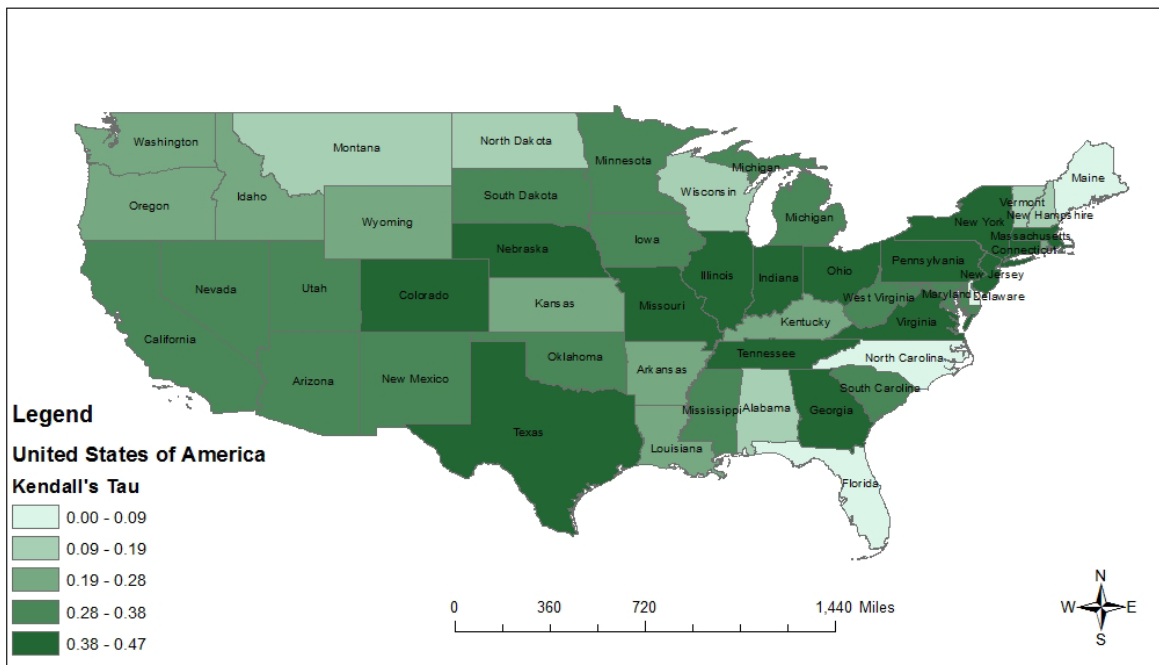 Washington
Montana
North Dakota
Minnesota
Michigan
Maine
Oregon
Idaho
Wyoming
South Dakota
Wisconsin
Michigan
Vermont
New Hampshire
New York
Massachusetts
Connecticut
Nebraska
Iowa
Illinois
Indiana
Ohio
Pennsylvania
New Jersey
Nevada
Utah
Colorado
Kansas
Missouri
West Virginia
Maryland
Delaware
Kentucky
Virginia
California
Arizona
New Mexico
Oklahoma
Arkansas
Tennessee
North Carolina
South Caroline
Mississippi
Alabama
Georgia
Texas
Louisiana
Florida
Legend
United States of America
Kendall's Tau
0.00 - 0.09
0.09 - 0.19
0.19 - 0.28
0.28 - 0.38
0.38 - 0.47
0 360 720 1,440 Miles
N
W E
S